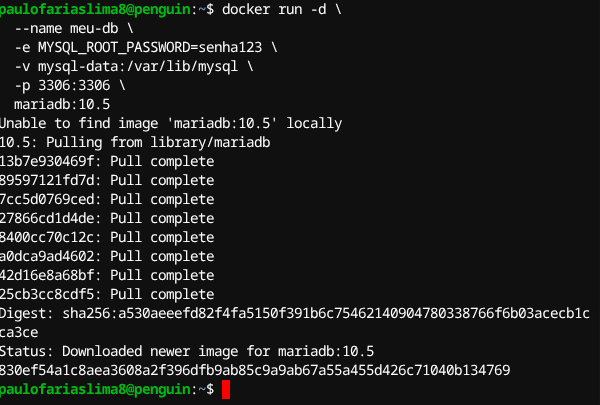 paulofariaslima8@penguin:~$ docker run -d \
  --name meu-db \
  -e MYSQL_ROOT_PASSWORD=senha123 \
  -v mysql-data:/var/lib/mysql \
  -p 3306:3306 \
  mariadb:10.5
Unable to find image 'mariadb:10.5' locally
10.5: Pulling from library/mariadb
13b7e930469f: Pull complete
89597121fd7d: Pull complete
7cc5d0769ced: Pull complete
27866cd1d4de: Pull complete
8400cc70c12c: Pull complete
a0dca9ad4602: Pull complete
42d16e8a68bf: Pull complete
25cb3cc8cdf5: Pull complete
Digest: sha256:a530aeeefd82f4fa5150f391b6c75462140904780338766f6b03acecb1c
ca3ce
Status: Downloaded newer image for mariadb:10.5
830ef54a1c8aea3608a2f396dfb9ab85c9a9ab67a55a455d426c71040b134769
paulofariaslima8@penguin:~$